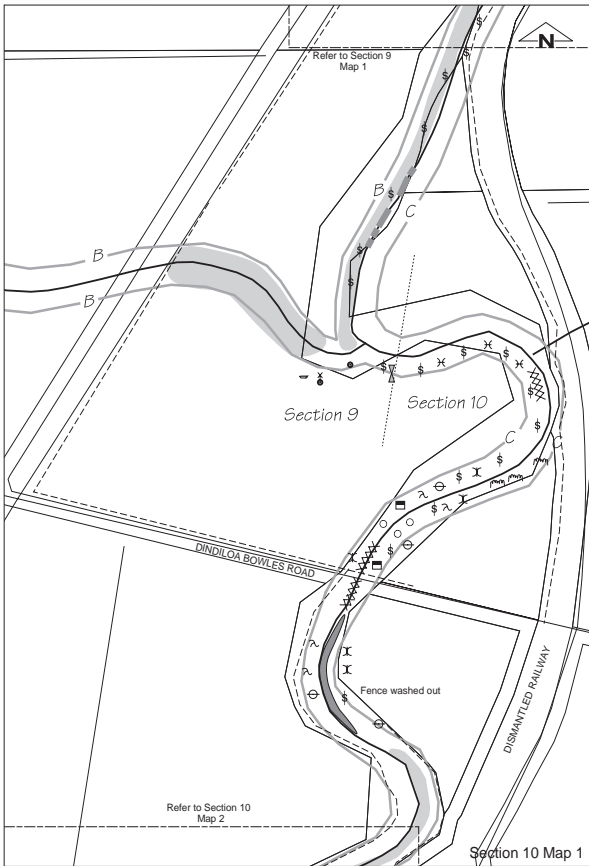 N
Refer to Section 9
Map 1
B
C
B
B
Section 9
Section 10
C
C
DINDILOA BOWLES ROAD
Fence washed out
DISMANTLED RAILWAY
Refer to Section 10
Map 2
Section 10 Map 1